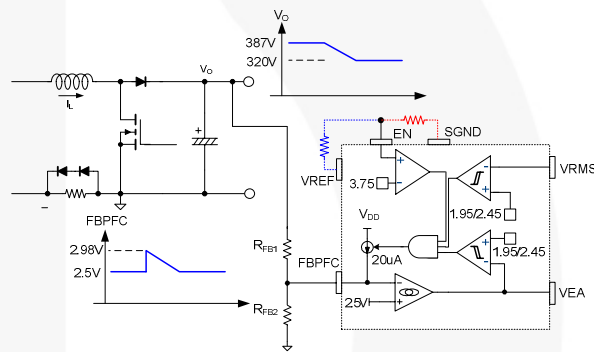 VO
387V
320V
IL
VO
+
EN
SGND
VREF
+
3.75
-
-
+
VRMS
1.95/2.45
VDD
+
-
1.95/2.45
20uA
FBPFC
2.98V
2.5V
RFB1
FBPFC
RFB2
-
2.5V
+
VEA
-